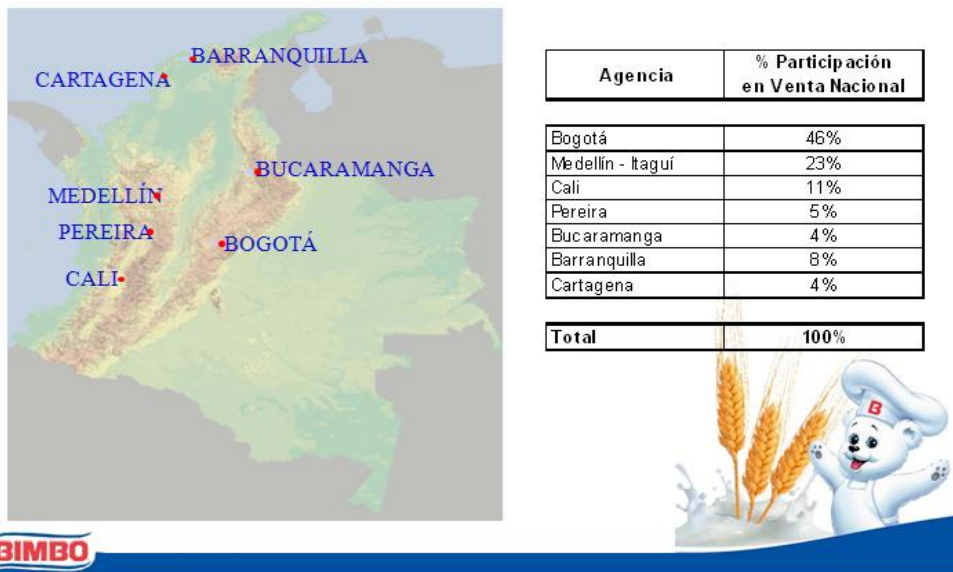 BARRANQUILLA
CARTAGENA
BUCARAMANGA
MEDELLÍN
PEREIRA
BOGOTÁ
CALI
Agencia % Participación
en Venta Nacional
Bogotá 46%
Medellín - Itaguí 23%
Cali 11%
Pereira 5%
Bucaramanga 4%
Barranquilla 8%
Cartagena 4%
Total 100%
B
BIMBO